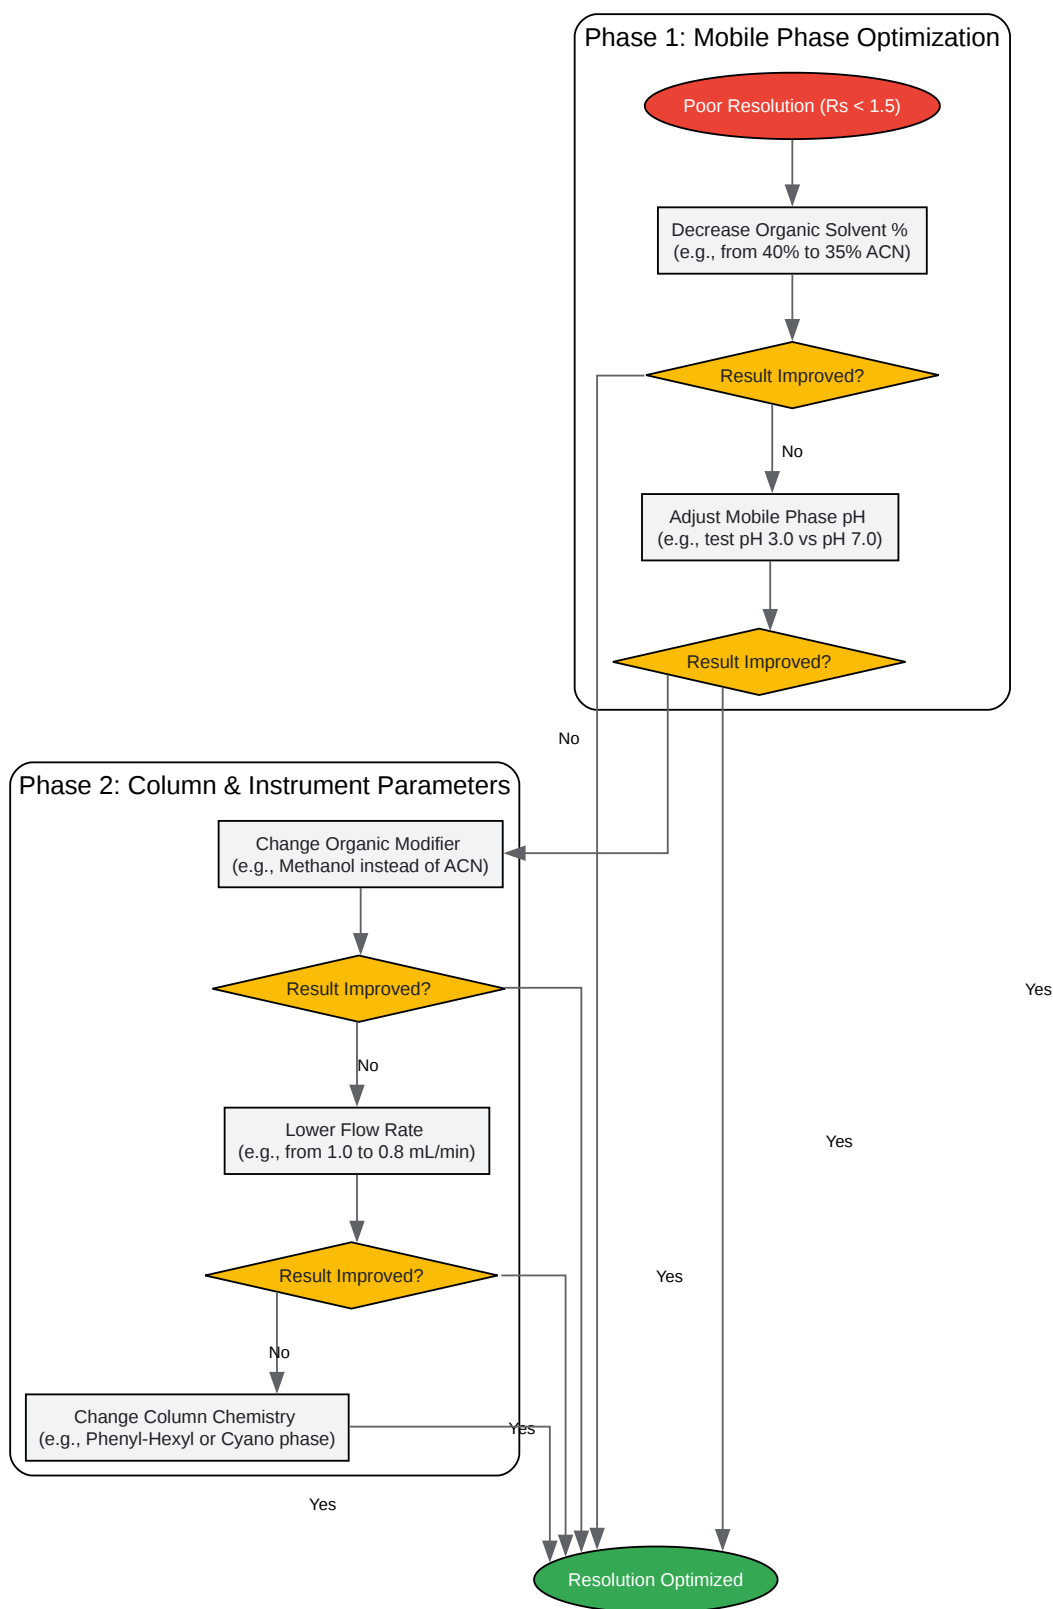 Phase 1: Mobile Phase Optimization
Poor Resolution (Rs < 1.5)
Decrease Organic Solvent %
(e.g., from 40% to 35% ACN)
Result Improved?
No
Adjust Mobile Phase pH
(e.g., test pH 3.0 vs pH 7.0)
Result Improved?
No
Phase 2: Column & Instrument Parameters
Change Organic Modifier
(e.g., Methanol instead of ACN)
Result Improved?
Yes
No
Lower Flow Rate
(e.g., from 1.0 to 0.8 mL/min)
Yes
Result Improved?
Yes
No
Change Column Chemistry
(e.g., Phenyl-Hexyl or Cyano phase)
Yes
Yes
Resolution Optimized